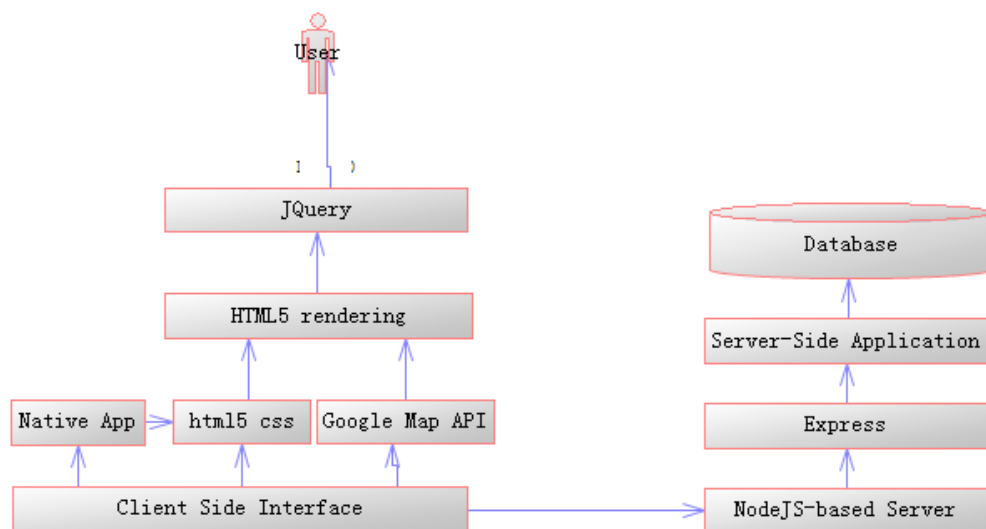 User
JQuery
Database
HTML5 rendering
Server-Side Application
Native App
html5 css
Google Map API
Express
Client Side Interface
NodeJS-based Server